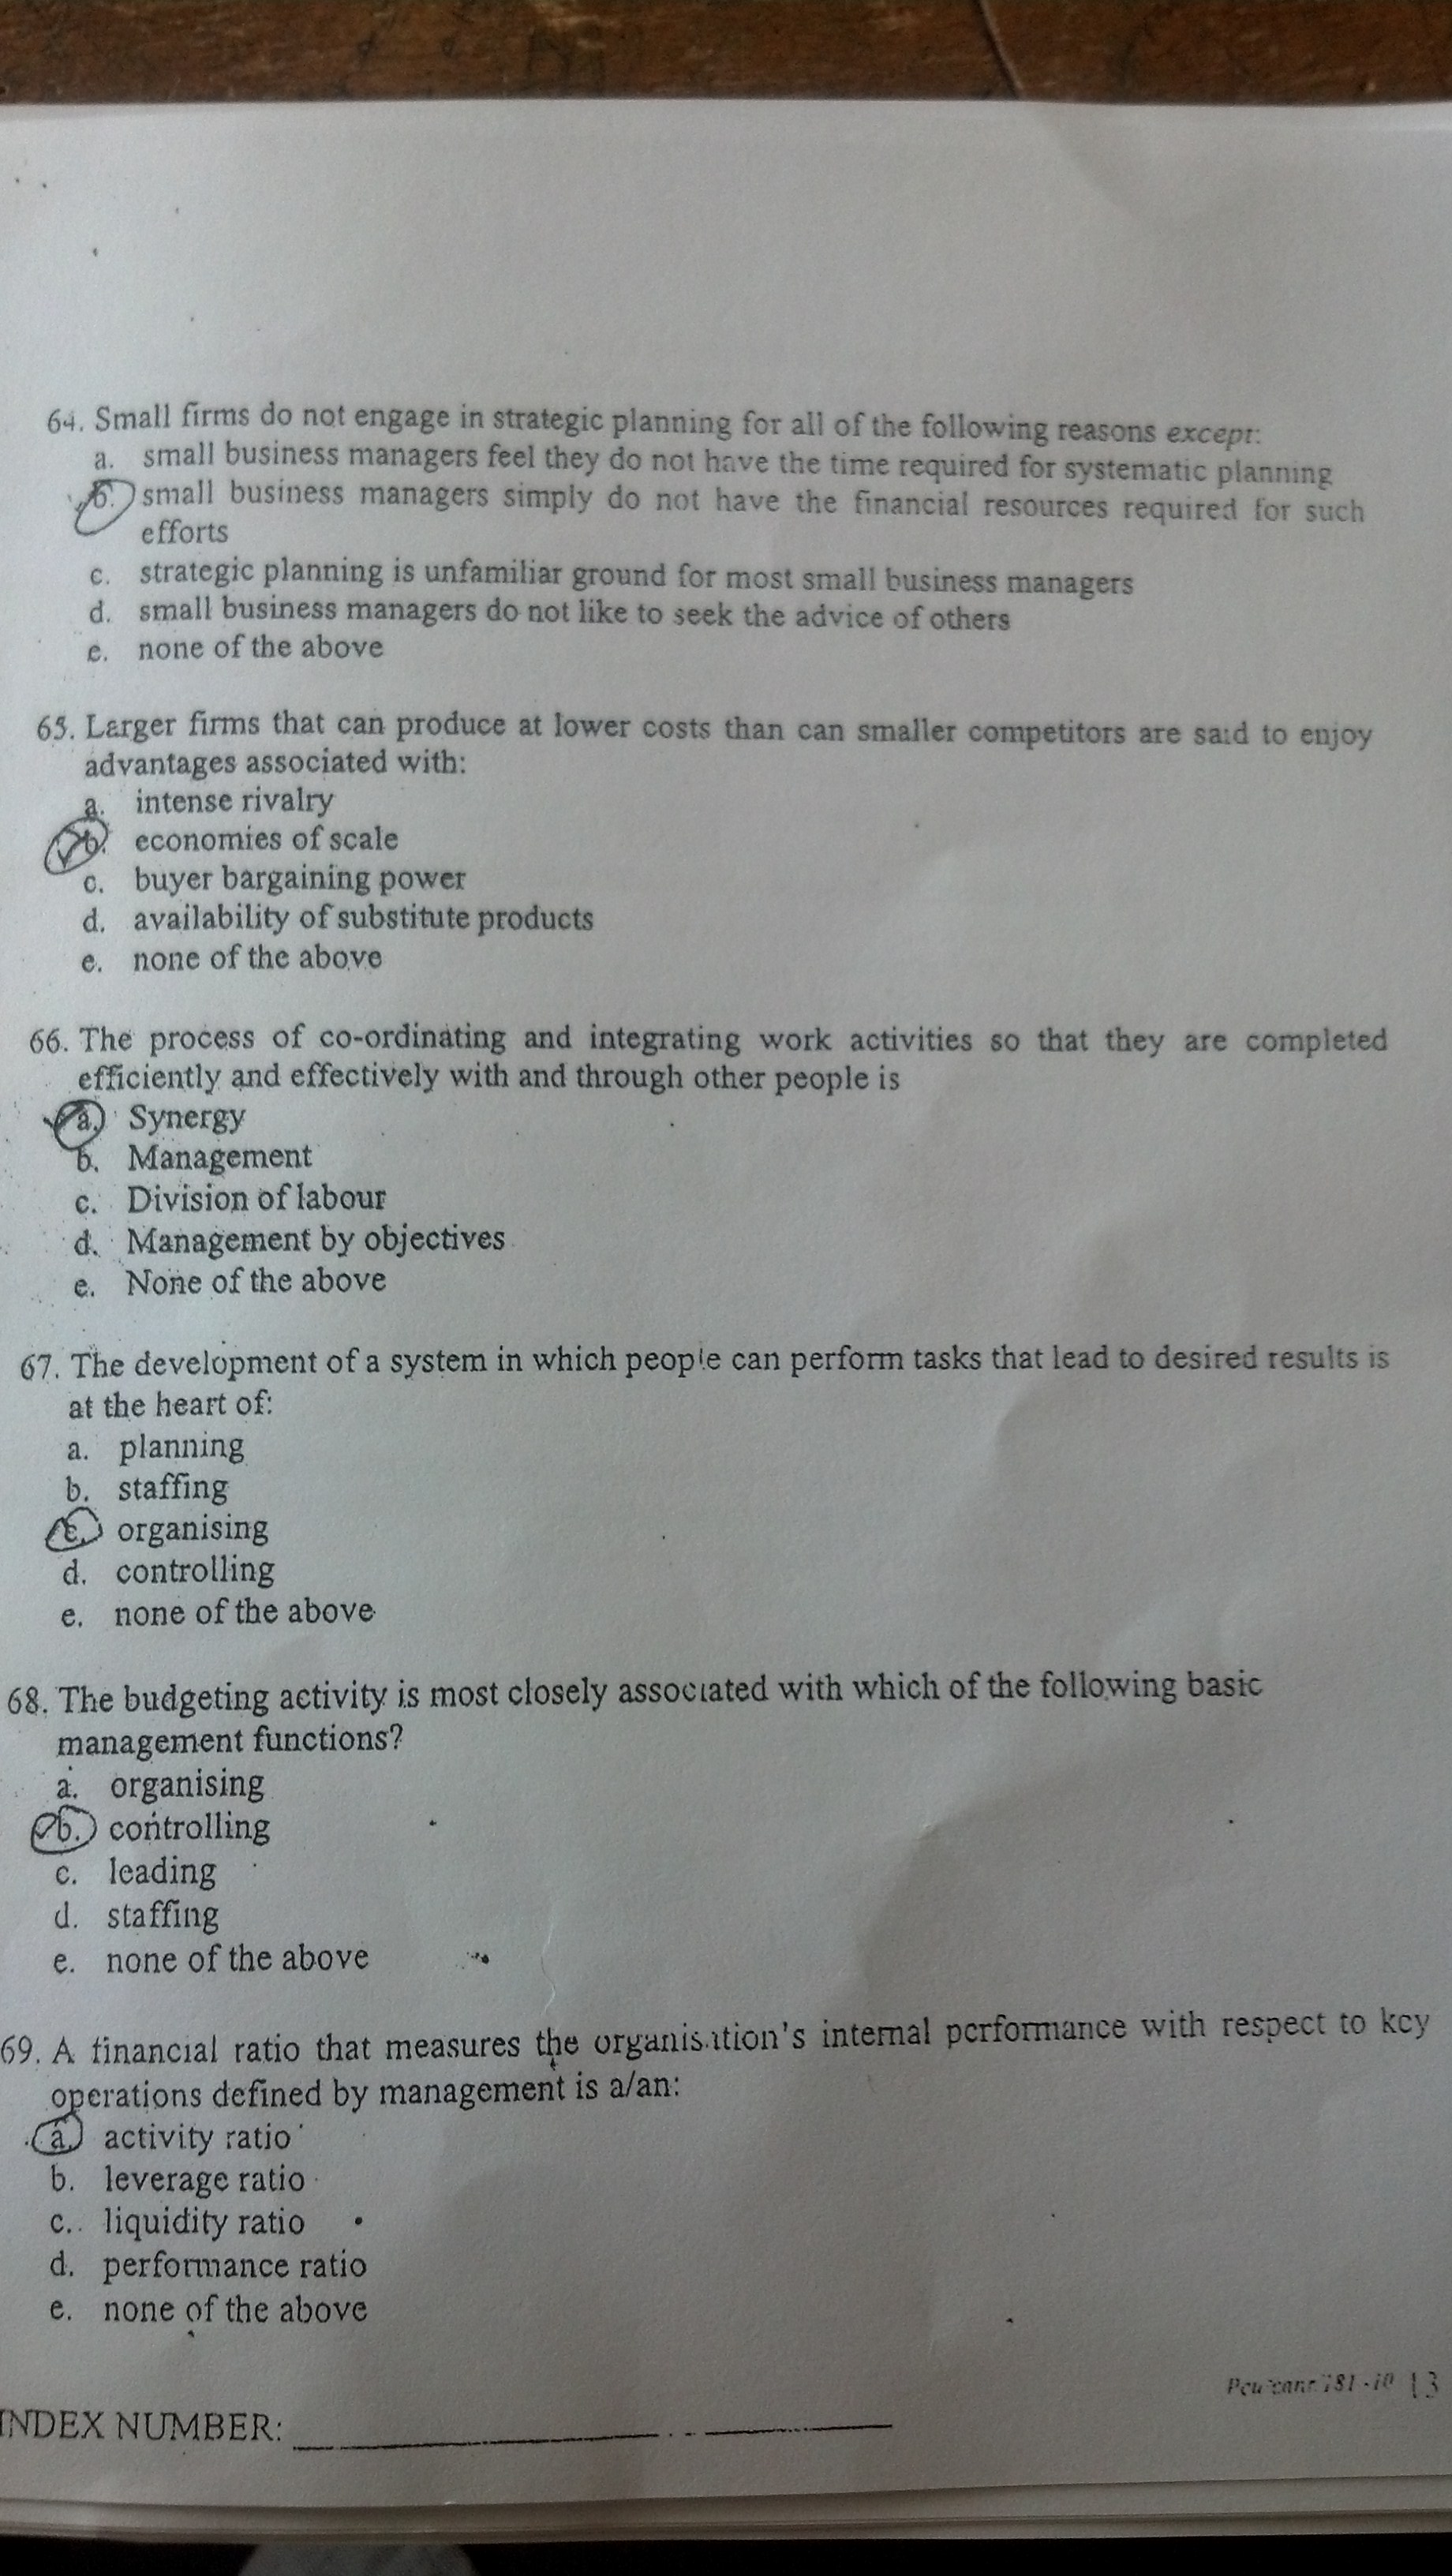 64. Small firms do not engage in strategic planning for all of the following reasons except:
a. small business managers feel they do not have the time required for systematic planning
b. small business managers simply do not have the financial resources required for such
efforts
c. strategic planning is unfamiliar ground for most small business managers
d. small business managers do not like to seek the advice of others
e. none of the above
65. Larger firms that can produce at lower costs than can smaller competitors are said to enjoy
advantages associated with:
a. intense rivalry
b. economies of scale
c. buyer bargaining power
d. availability of substitute products
e. none of the above
66. The process of co-ordinating and integrating work activities so that they are completed
efficiently and effectively with and through other people is
a. Synergy
b. Management
c. Division of labour
d. Management by objectives
e. None of the above
67. The development of a system in which people can perform tasks that lead to desired results is
at the heart of:
a. planning
b. staffing
c. organising
d. controlling
e. none of the above
68. The budgeting activity is most closely associated with which of the following basic
management functions?
a. organising
b. controlling
c. leading
d. staffing
e. none of the above
69. A financial ratio that measures the organisation's internal performance with respect to key
operations defined by management is a/an:
a. activity ratio
b. leverage ratio
c. liquidity ratio
d. performance ratio
e. none of the above
13
INDEX NUMBER: